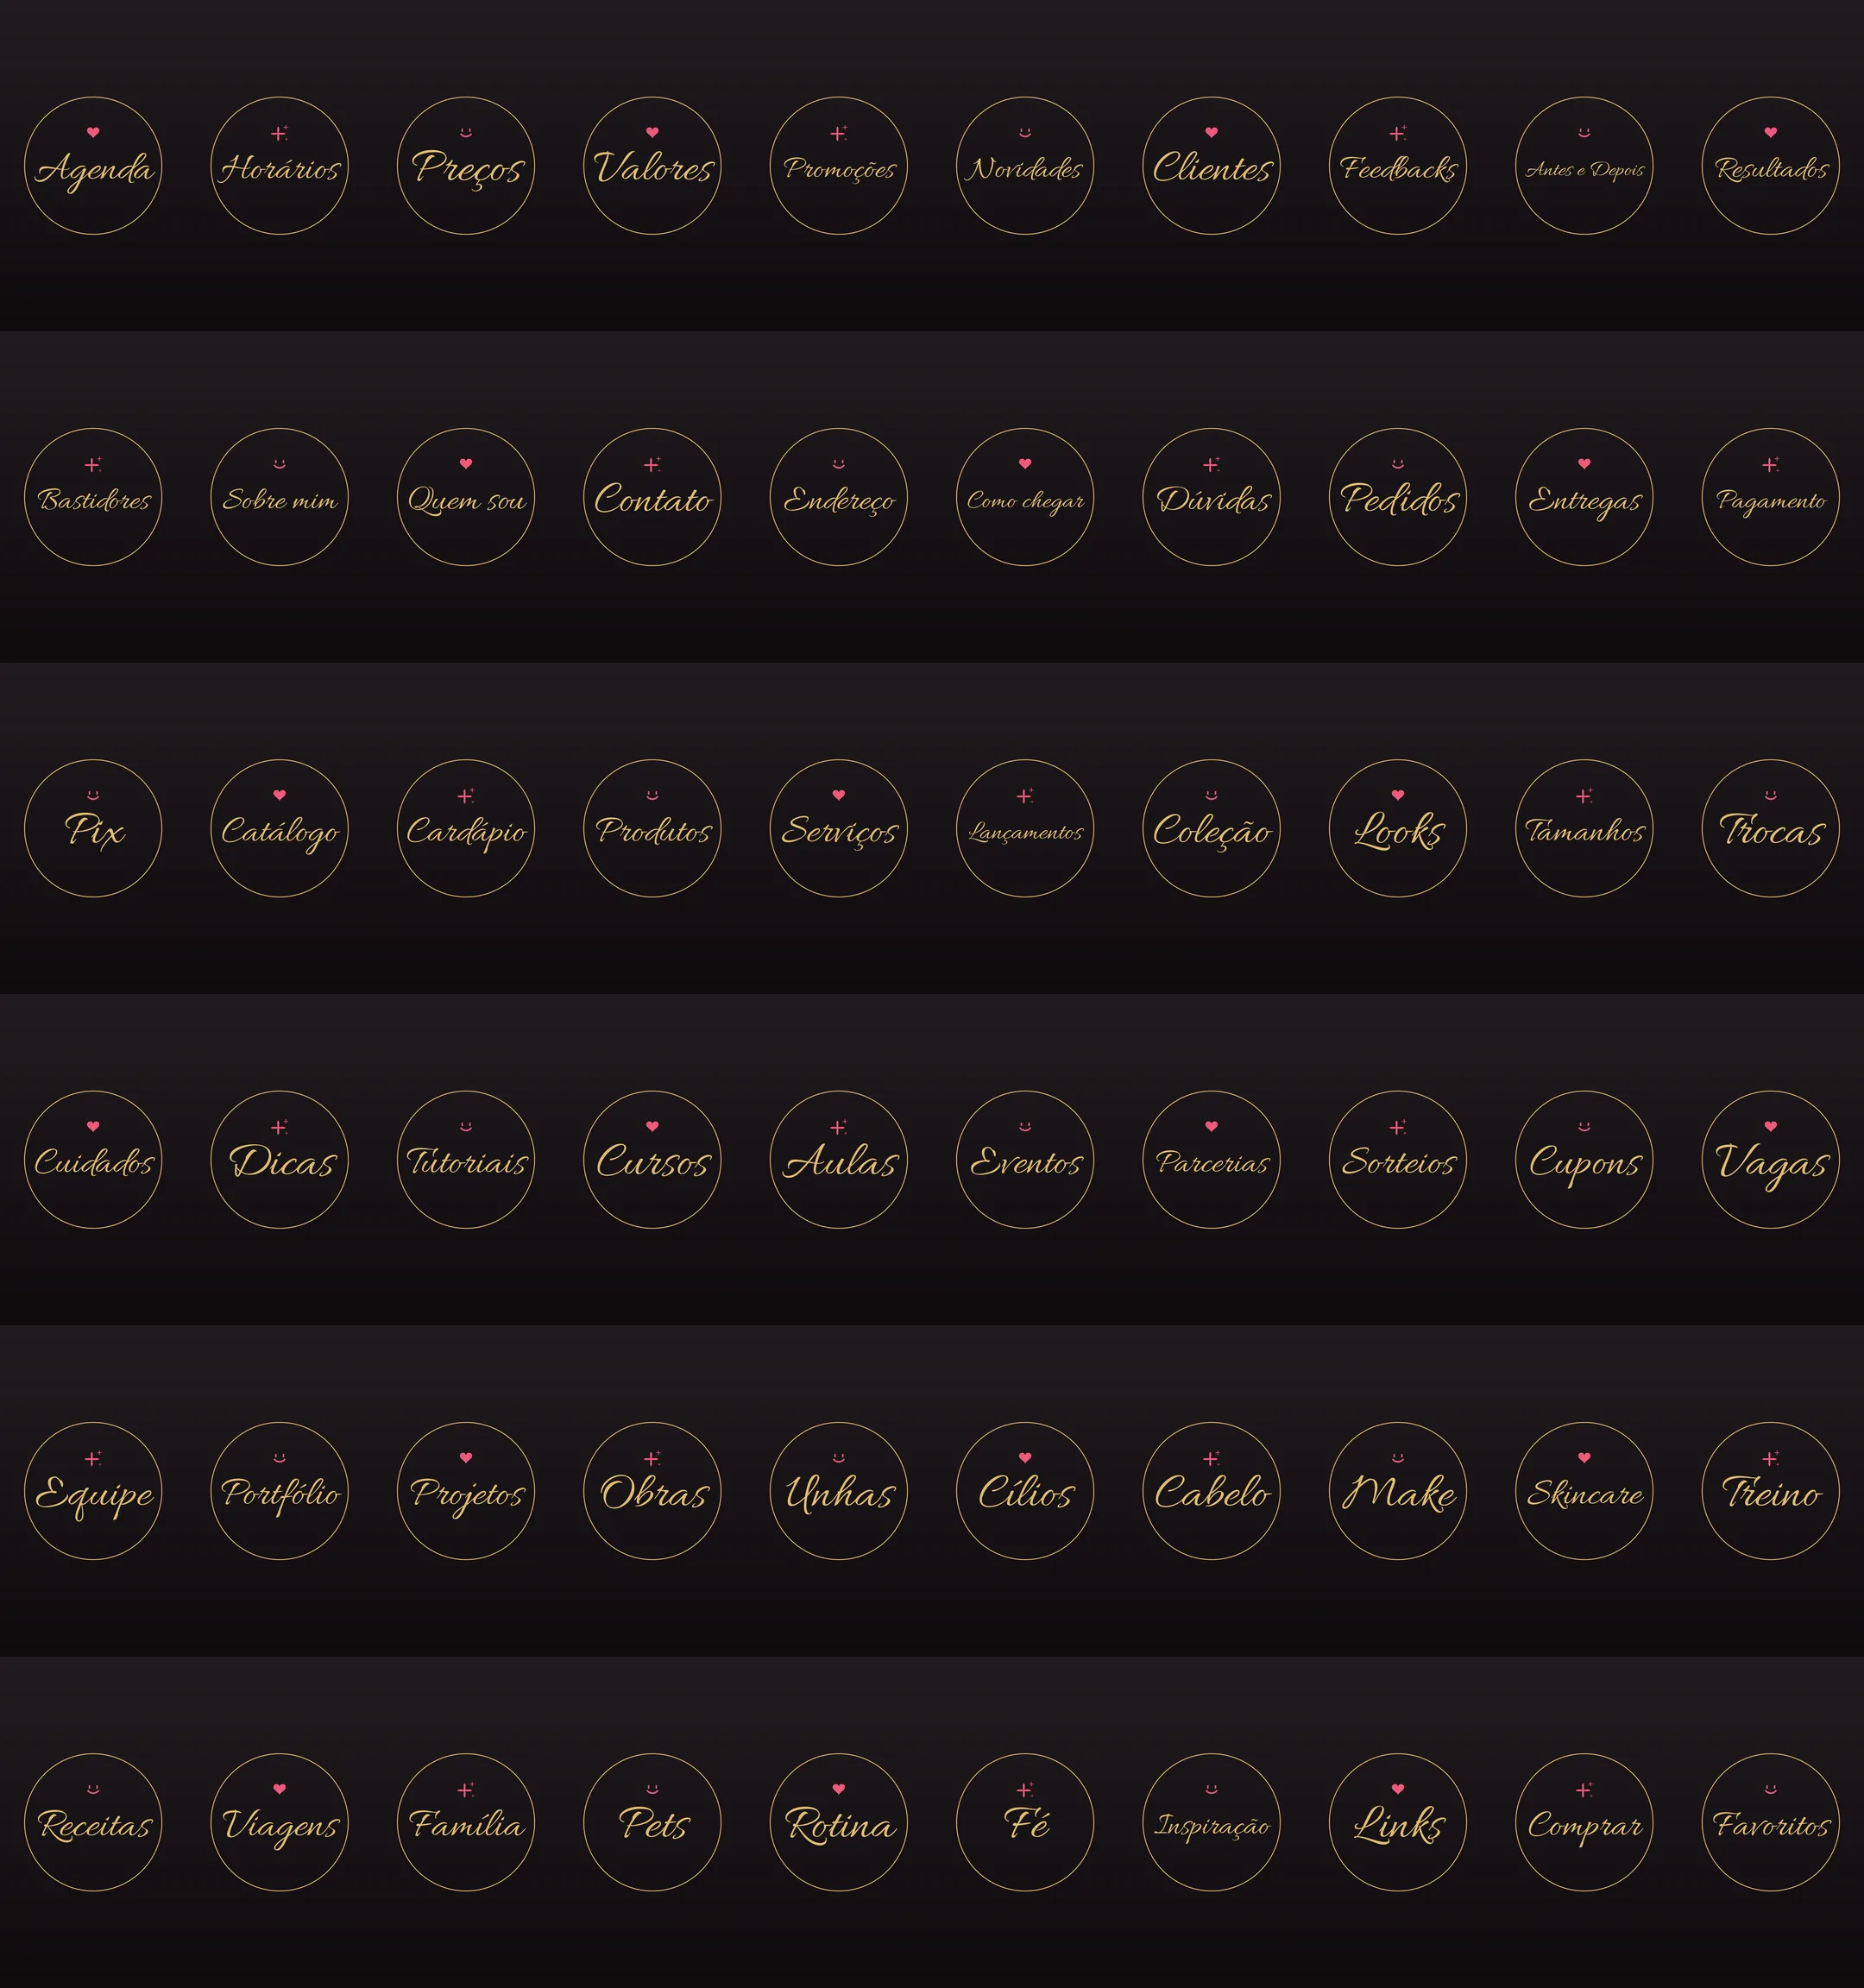 Agenda Horários Preços Valores Promoções Novidades Clientes Feedbacks Antes e Depois Resultados
Bastidores Sobre mim Quem sou Contato Endereço Como chegar Dúvidas Pedidos Entregas Pagamento
Pix Catálogo Cardápio Produtos Serviços Lançamentos Coleção Looks Tamanhos Trocas
Cuidados Dicas Tutoriais Cursos Aulas Eventos Parcerias Sorteios Cupons Vagas
Equipe Portfólio Projetos Obras Unhas Cílios Cabelo Make Skincare Treino
Receitas Viagens Família Pets Rotina Fé Inspiração Links Comprar Favoritos